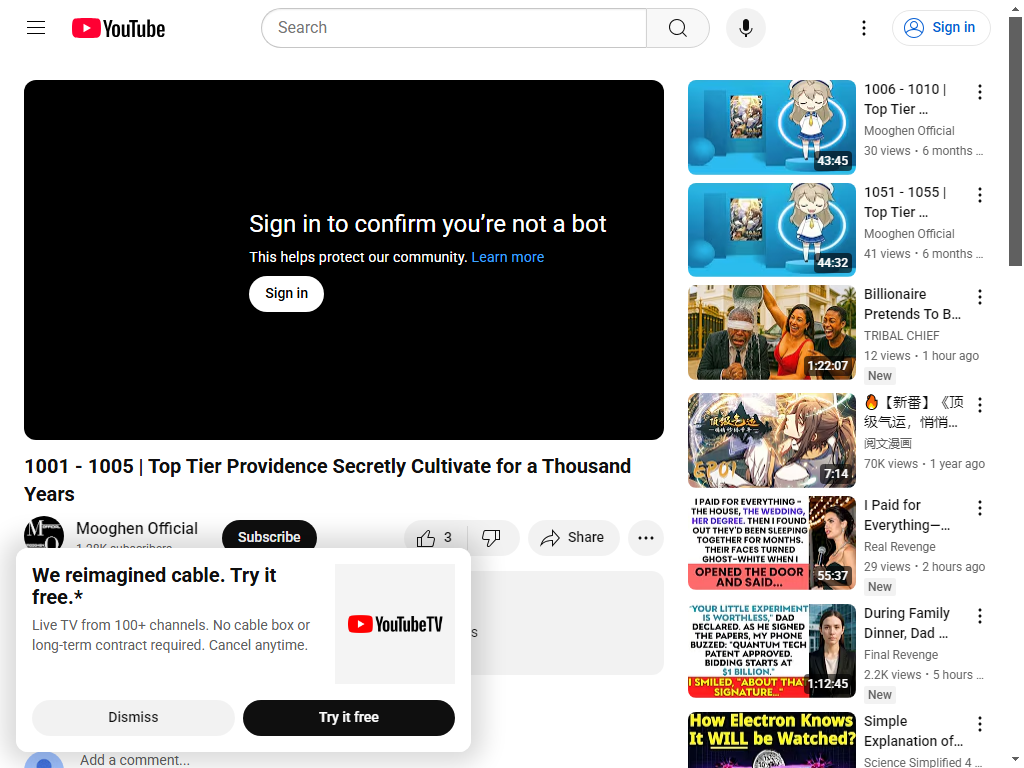 YouTube
Search
Sign in
Sign in to confirm you’re not a bot
This helps protect our community. Learn more
Sign in
1001 - 1005 | Top Tier Providence Secretly Cultivate for a Thousand
Years
Mooghen Official
Subscribe
3
Share
We reimagined cable. Try it
free.*
Live TV from 100+ channels. No cable box or
long-term contract required. Cancel anytime.
YouTubeTV
Dismiss
Try it free
Add a comment...
43:45
1006 - 1010 |
Top Tier ...
Mooghen Official
30 views • 6 months ...
44:32
1051 - 1055 |
Top Tier ...
Mooghen Official
41 views • 6 months ...
1:22:07
Billionaire
Pretends To B...
TRIBAL CHIEF
12 views • 1 hour ago
New
顶级气运
EP01
7:14
🔥【新番】《顶
级气运，悄悄...
阅文漫画
70K views • 1 year ago
I PAID FOR EVERYTHING -
THE HOUSE, THE WEDDING,
HER DEGREE. THEN I FOUND
OUT THEY'D BEEN SLEEPING
TOGETHER FOR MONTHS.
THEIR FACES TURNED
GHOST-WHITE WHEN I
OPENED THE DOOR
AND SAID...
55:37
I Paid for
Everything—...
Real Revenge
29 views • 2 hours ago
New
"YOUR LITTLE EXPERIMENT
IS WORTHLESS," DAD
DECLARED. AS HE SIGNED
THE PAPERS, MY PHONE
BUZZED: "QUANTUM TECH
PATENT APPROVED.
BIDDING STARTS AT
$1 BILLION."
I SMILED, "ABOUT THA
SIGNATURE..."
1:12:45
During Family
Dinner, Dad ...
Final Revenge
2.2K views • 5 hours ...
New
How Electron Knows
It WILL be Watched?
Simple
Explanation of...
Science Simplified 4 ...